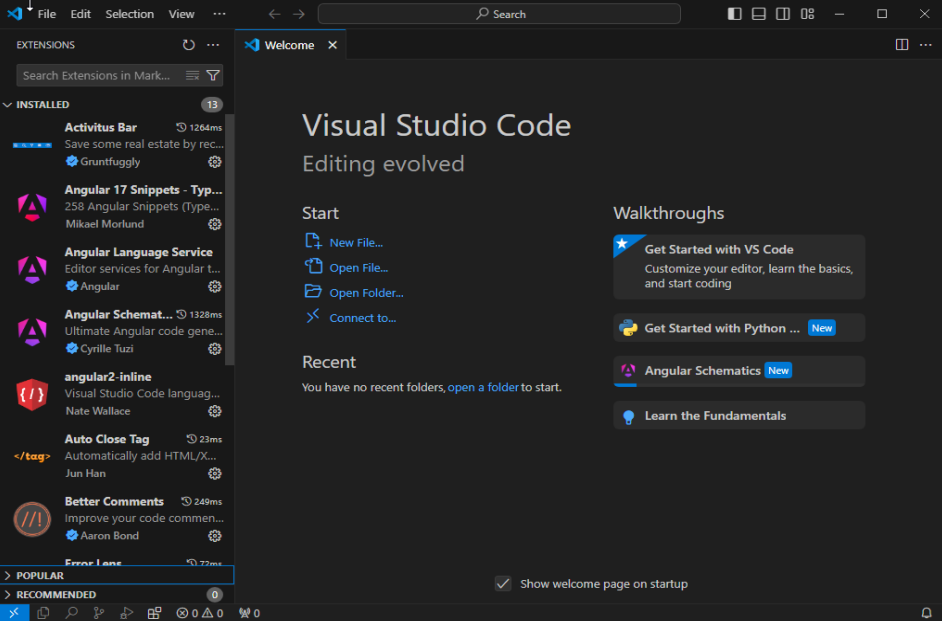 File Edit Selection View ··· Search
EXTENSIONS
Welcome
Search Extensions in Mark...
INSTALLED 13
Activitus Bar 1264ms
Save some real estate by rec...
Gruntfuggly
Angular 17 Snippets - Typ...
258 Angular Snippets (Type...
Mikael Morlund
Angular Language Service
Editor services for Angular t...
Angular
Angular Schemat... 1328ms
Ultimate Angular code gene...
Cyrille Tuzi
angular2-inline
Visual Studio Code languag...
Nate Wallace
</tag>
Auto Close Tag 23ms
Automatically add HTML/X...
Jun Han
Better Comments 249ms
Improve your code commen...
Aaron Bond
Error Lens 72ms
POPULAR
RECOMMENDED 0
Visual Studio Code
Editing evolved
Start
New File...
Open File...
Open Folder...
Connect to...
Recent
You have no recent folders, open a folder to start.
Walkthroughs
Get Started with VS Code
Customize your editor, learn the basics,
and start coding
Get Started with Python ... New
Angular Schematics New
Learn the Fundamentals
Show welcome page on startup
0 0 0